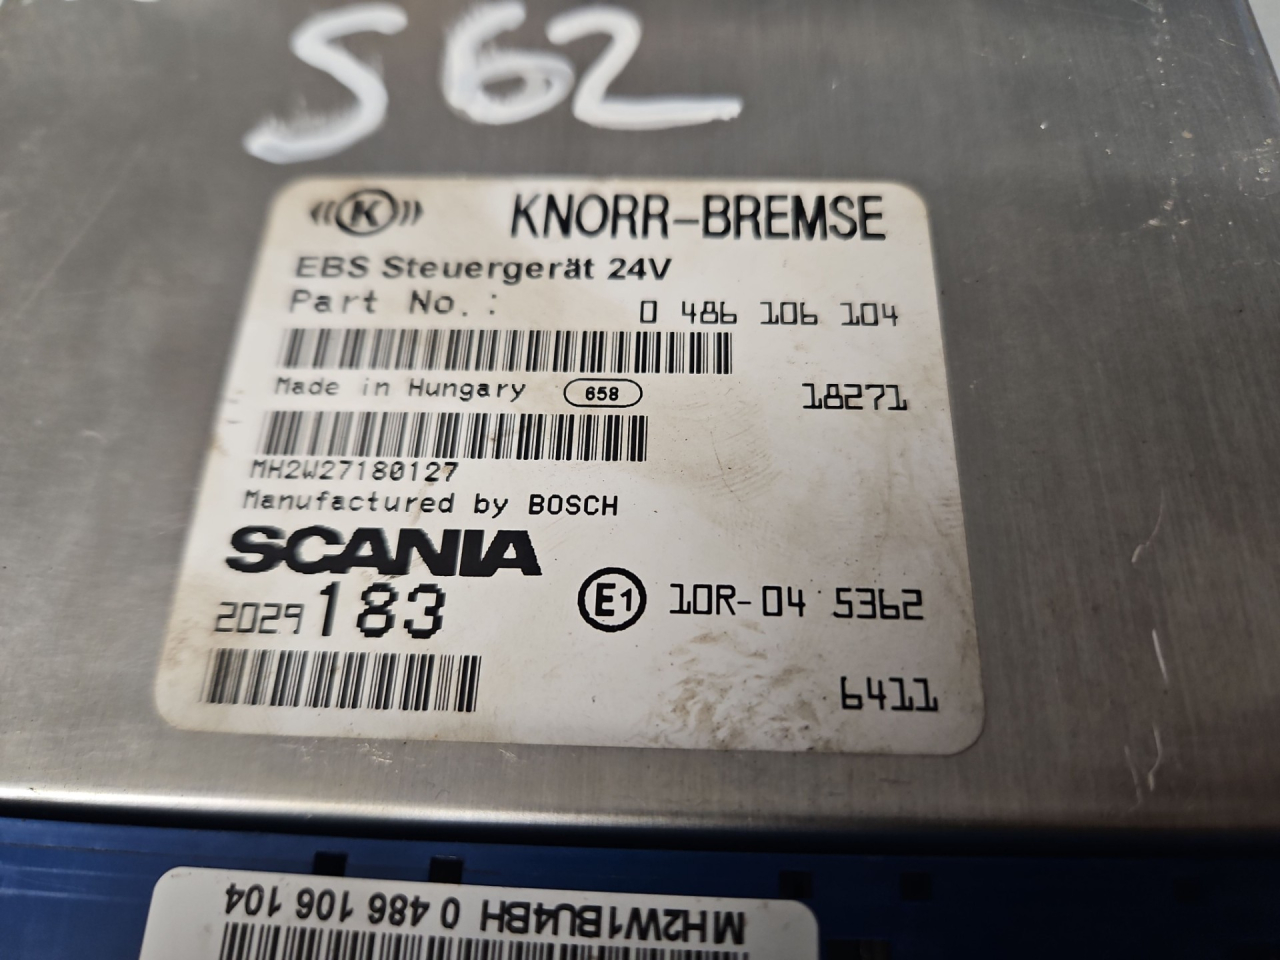 S62
K KNORR-BREMSE
EBS Steuergerät 24V
Part No.: 0 486 106 104
Made in Hungary 658 18271
MH2W27180127
Manufactured by BOSCH
SCANIA
2029183 E1 10R-04 5362
6411
MH2W1BU4BH 0 486 106 104